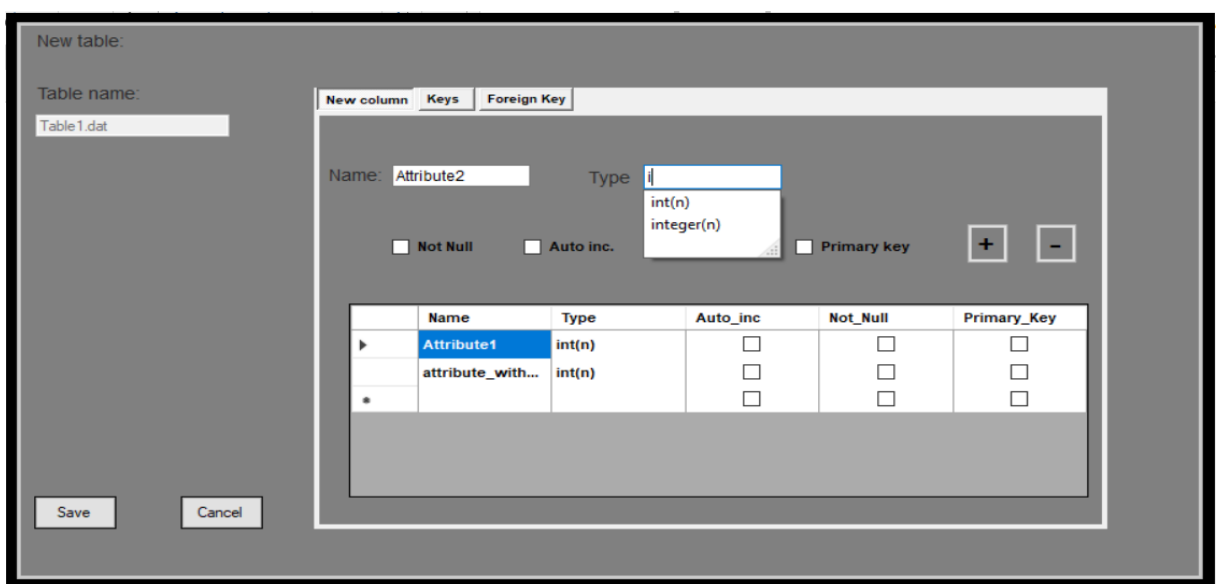 New table:
Table name:
Table1.dat
New column Keys Foreign Key
Name: Attribute2 Type i
int(n)
integer(n)
Not Null Auto inc. Primary key + -
Name Type Auto_inc Not_Null Primary_Key
Attribute1 int(n)
attribute_with... int(n)
Save Cancel